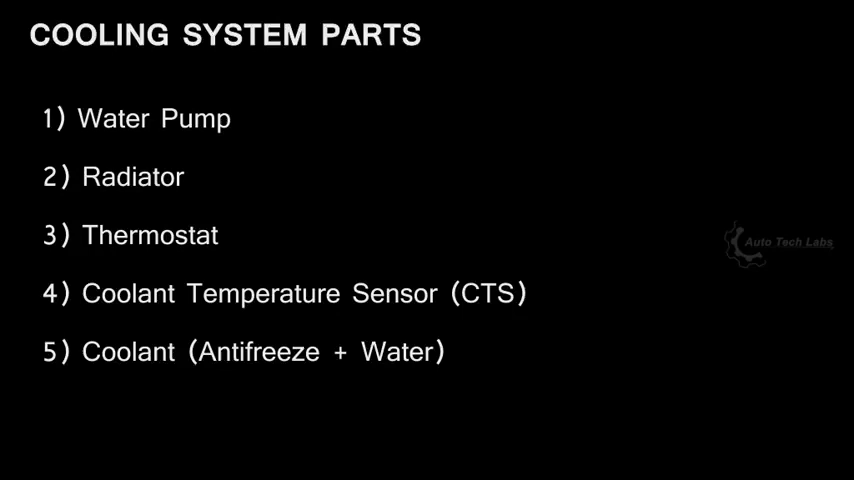 COOLING SYSTEM PARTS
1) Water Pump
2) Radiator
3) Thermostat
Auto Tech Labs
4) Coolant Temperature Sensor (CTS)
5) Coolant (Antifreeze + Water)